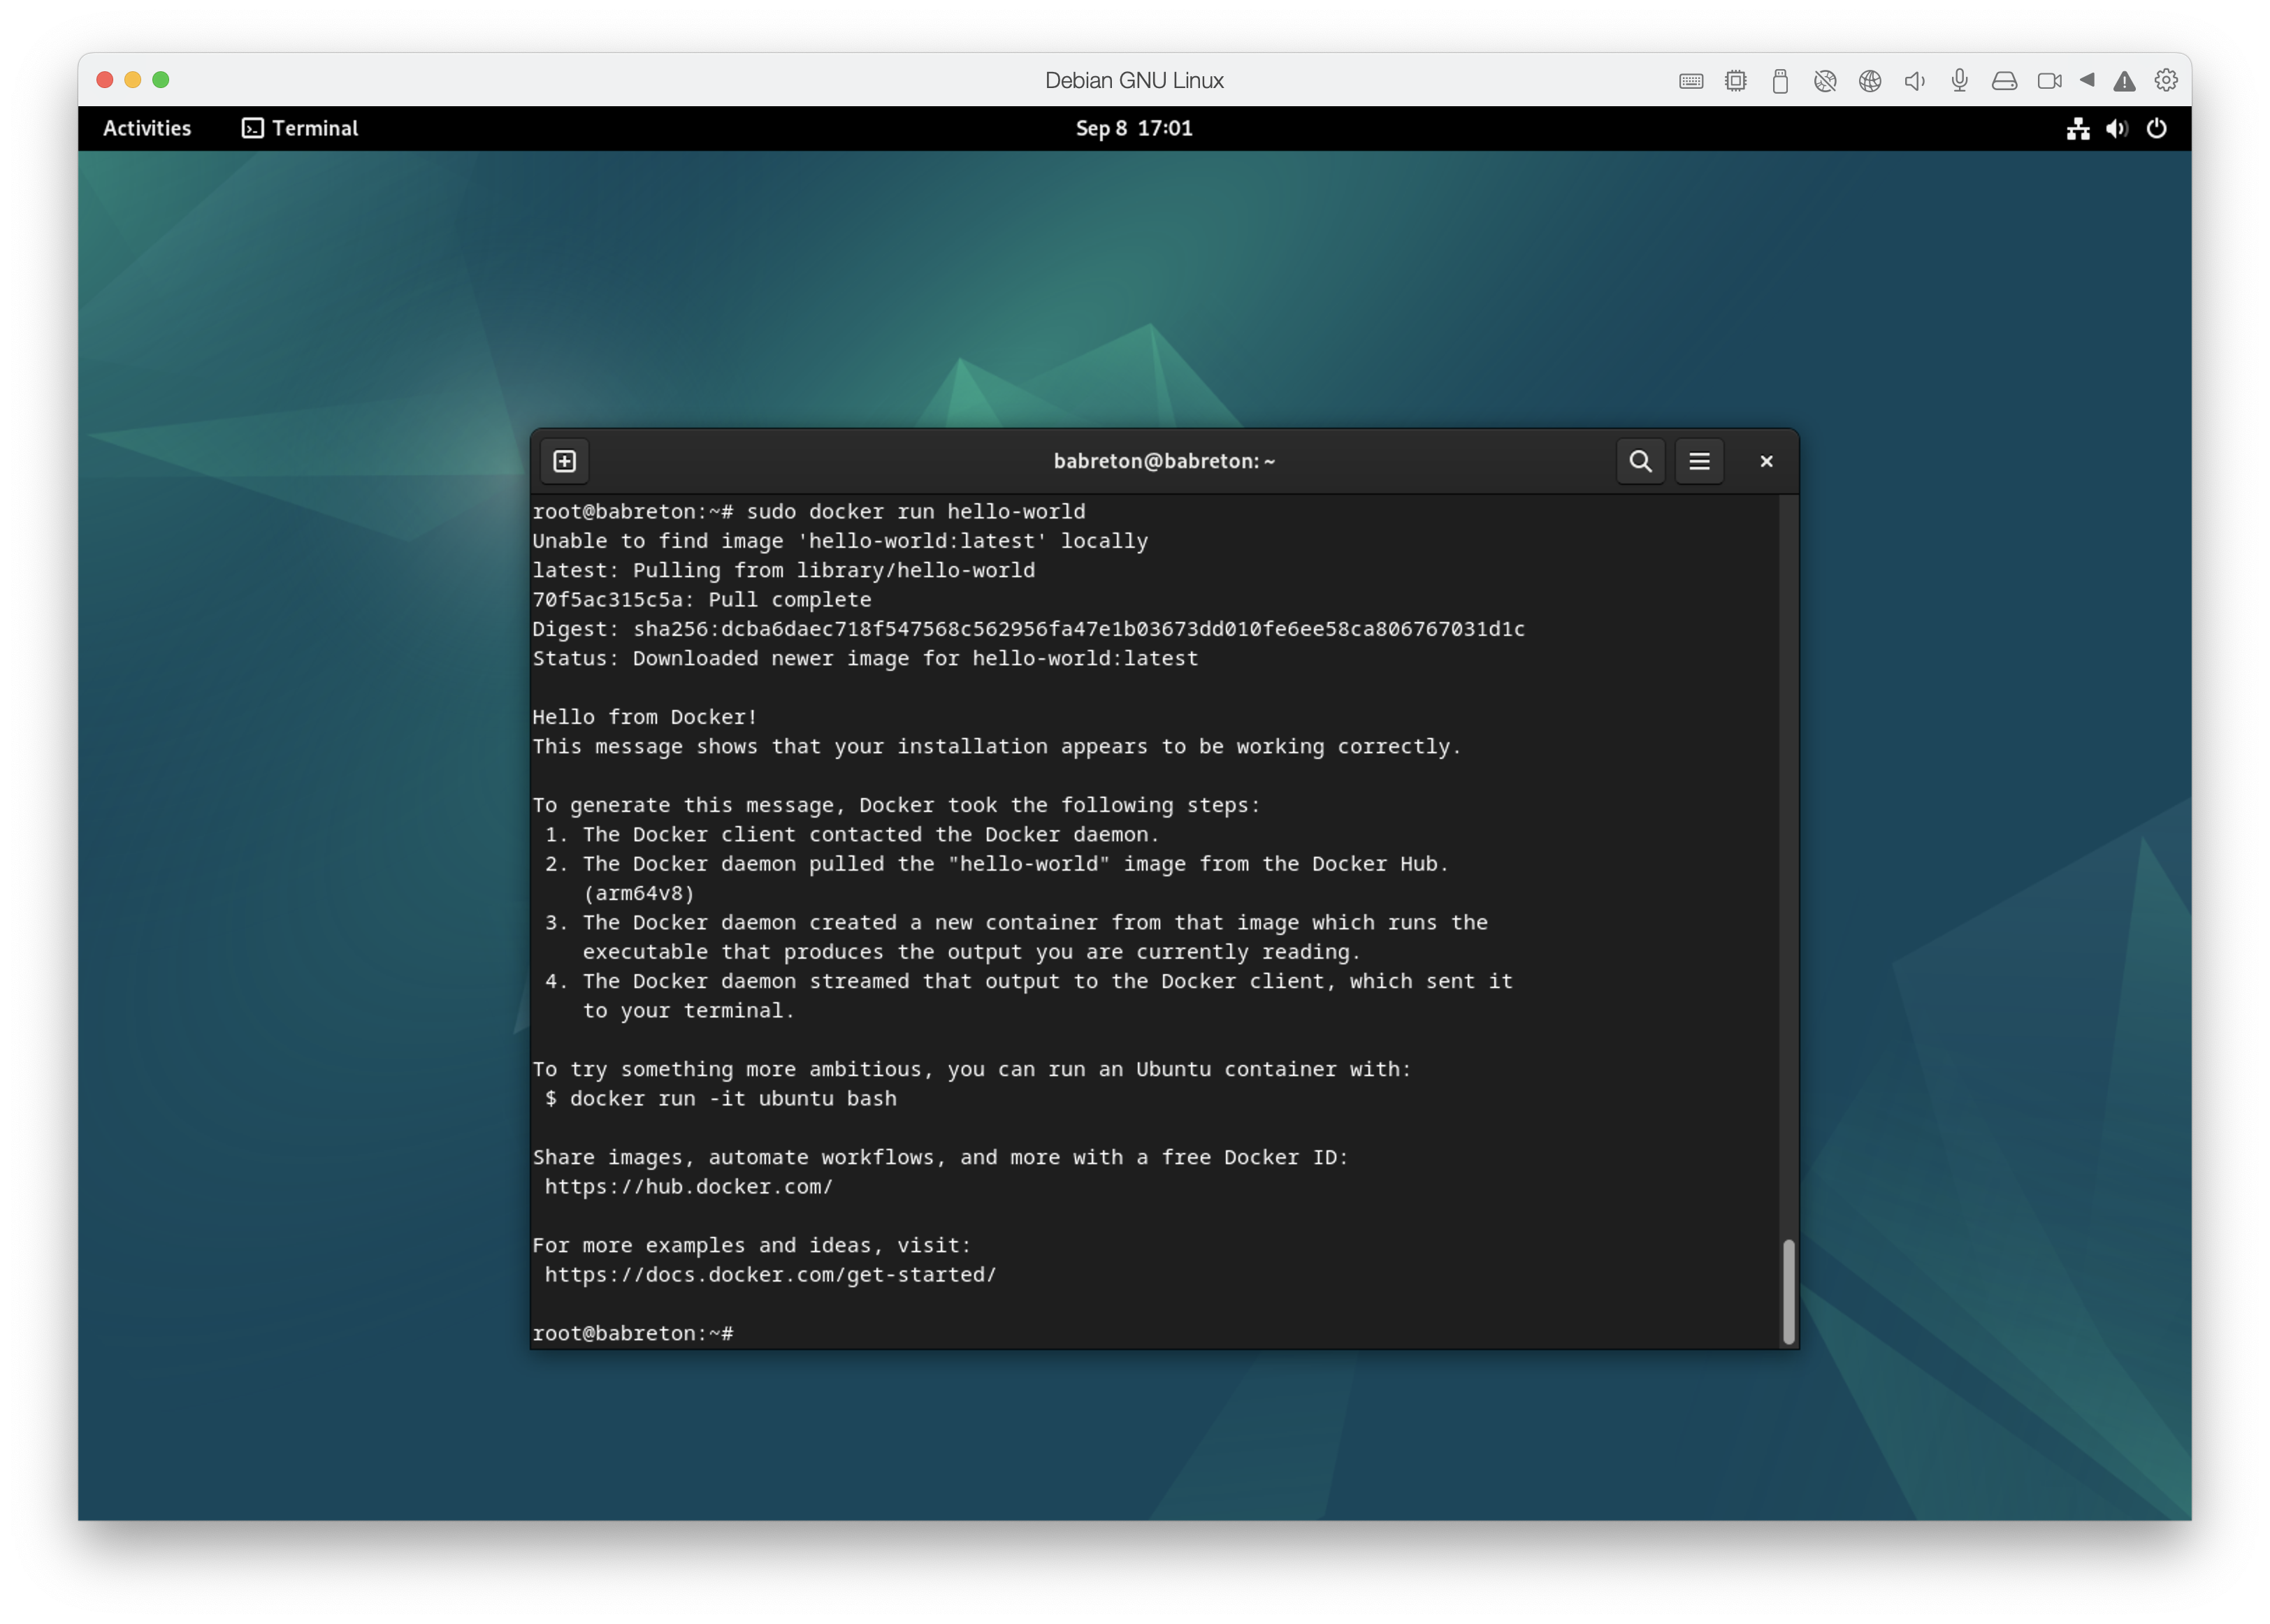 Debian GNU Linux
Activities
Terminal
Sep 8 17:01
babreton@babreton: ~
root@babreton:~# sudo docker run hello-world
Unable to find image 'hello-world:latest' locally
latest: Pulling from library/hello-world
70f5ac315c5a: Pull complete
Digest: sha256:dcba6daec718f547568c562956fa47e1b03673dd010fe6ee58ca806767031d1c
Status: Downloaded newer image for hello-world:latest
Hello from Docker!
This message shows that your installation appears to be working correctly.
To generate this message, Docker took the following steps:
1. The Docker client contacted the Docker daemon.
2. The Docker daemon pulled the "hello-world" image from the Docker Hub.
(arm64v8)
3. The Docker daemon created a new container from that image which runs the
executable that produces the output you are currently reading.
4. The Docker daemon streamed that output to the Docker client, which sent it
to your terminal.
To try something more ambitious, you can run an Ubuntu container with:
$ docker run -it ubuntu bash
Share images, automate workflows, and more with a free Docker ID:
https://hub.docker.com/
For more examples and ideas, visit:
https://docs.docker.com/get-started/
root@babreton:~#